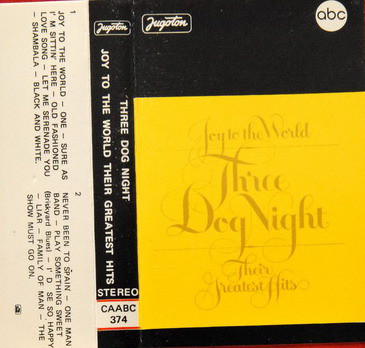 1
JOY TO THE WORLD – ONE – SURE AS
I'M SITTIN' HERE – OLD FASHIONED
LOVE SONG – LET ME SERENADE YOU
– SHAMBALA – BLACK AND WHITE.
2
NEVER BEEN TO SPAIN – ONE MAN
BAND – PLAY SOMETHING SWEET
(Briskyard Blues) – I'D SE SO HAPPY
– LIAR – FAMILY OF MAN – THE
SHOW MUST GO ON.
Jugoton
THREE DOG NIGHT
JOY TO THE WORLD THEIR GREATEST HITS
STEREO
CAABC
374
Jugoton
abc
Joy to the World
Three
Dog Night
Their
Greatest Hits